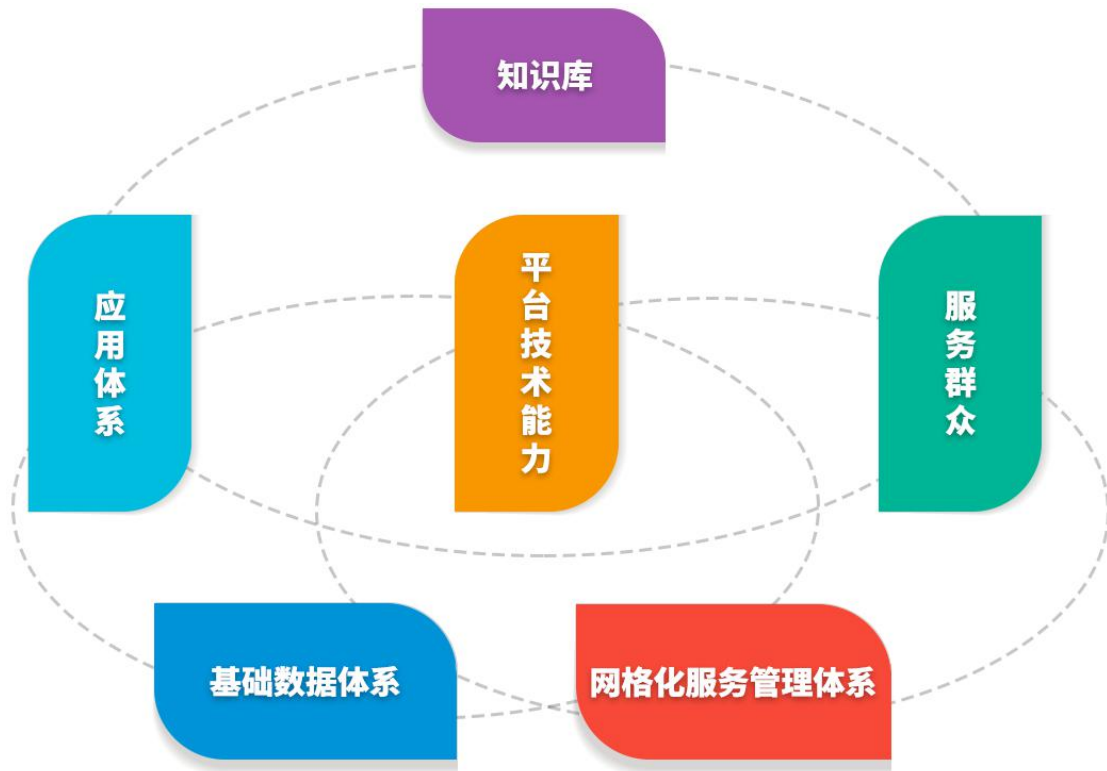 知识库
应用体系
平台技术能力
服务群众
基础数据体系
网格化服务管理体系